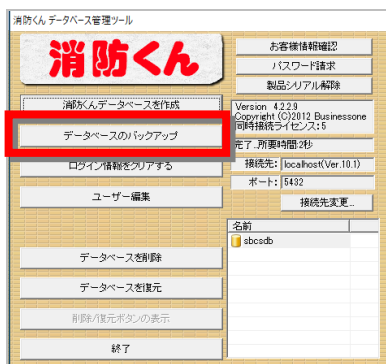 消防くん データベース管理ツール
消防くん
お客様情報確認
パスワード請求
製品シリアル解除
消防くんデータベースを作成
データベースのバックアップ
ログイン情報をクリアする
ユーザー編集
Version 4.2.2.9
Copyright (C)2012 Businessone
同時接続ライセンス:5
完了..所要時間:2秒
接続先: localhost(Ver.10.1)
ポート: 5432
接続先変更...
名前
sbcsdb
データベースを削除
データベースを復元
削除/復元ボタンの表示
終了